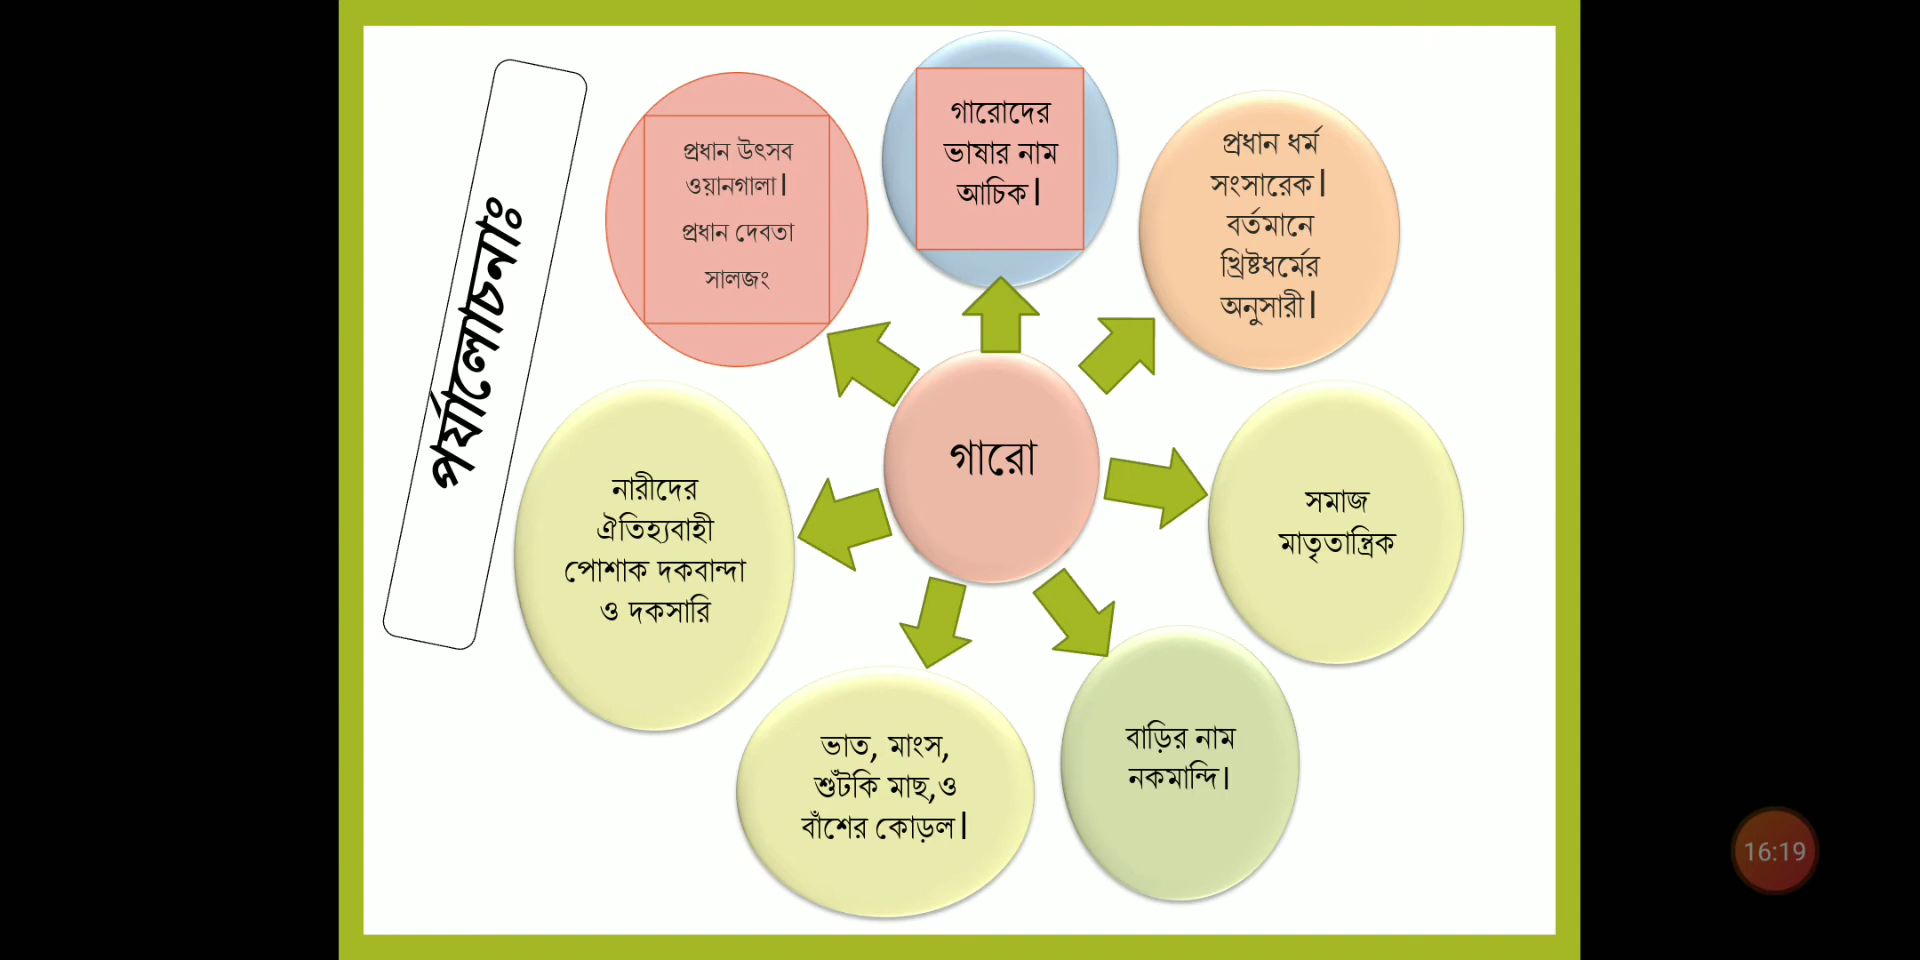 পর্যালোচনাঃ
প্রধান উৎসব
ওয়ানগালা|
প্রধান দেবতা
সালজং
গারোদের
ভাষার নাম
আচিক|
প্রধান ধর্ম
সংসারেক|
বর্তমানে
খ্রিষ্টধর্মের
অনুসারী|
গারো
সমাজ
মাতৃতান্ত্রিক
নারীদের
ঐতিহ্যবাহী
পোশাক দকবান্দা
ও দকসারি
ভাত, মাংস,
শুঁটকি মাছ,ও
বাঁশের কোড়ল|
বাড়ির নাম
নকমান্দি|
16:19